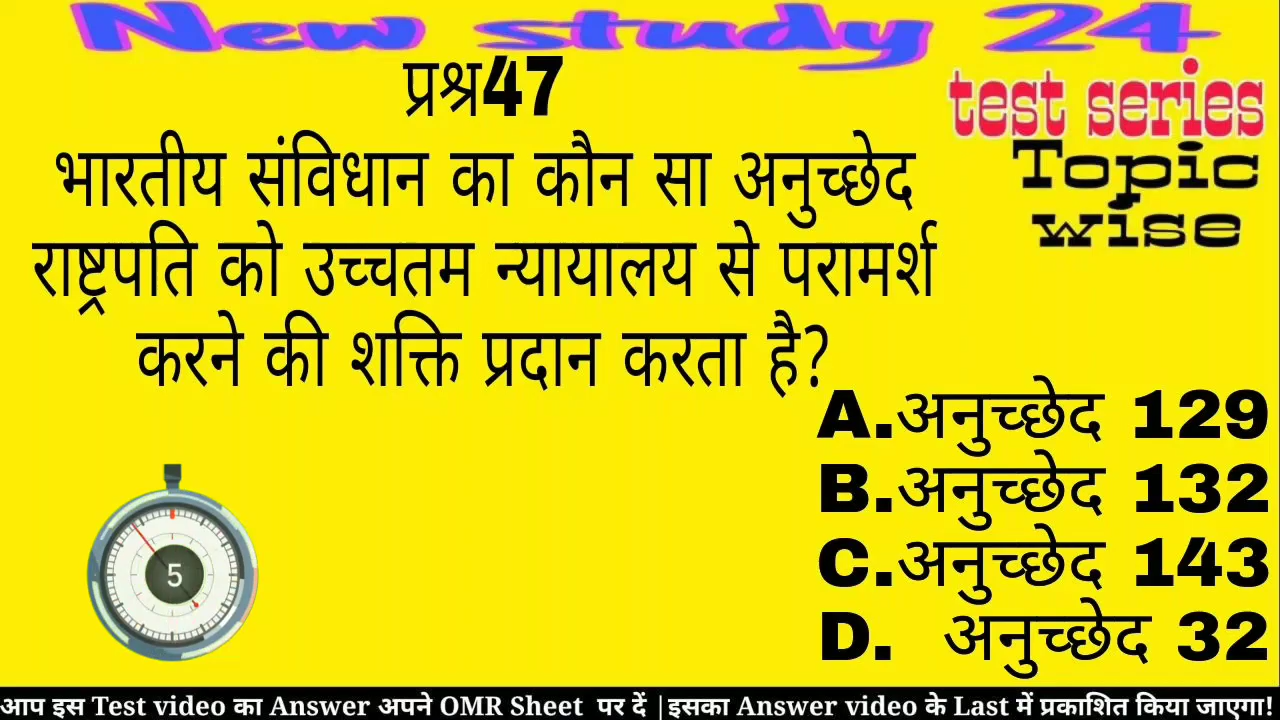 New study 24
test series
Topic
wise
प्रश्न47
भारतीय संविधान का कौन सा अनुच्छेद
राष्ट्रपति को उच्चतम न्यायालय से परामर्श
करने की शक्ति प्रदान करता है?
A.अनुच्छेद 129
B.अनुच्छेद 132
C.अनुच्छेद 143
D. अनुच्छेद 32
5
आप इस Test video का Answer अपने OMR Sheet पर दें |इसका Answer video के Last में प्रकाशित किया जाएगा!